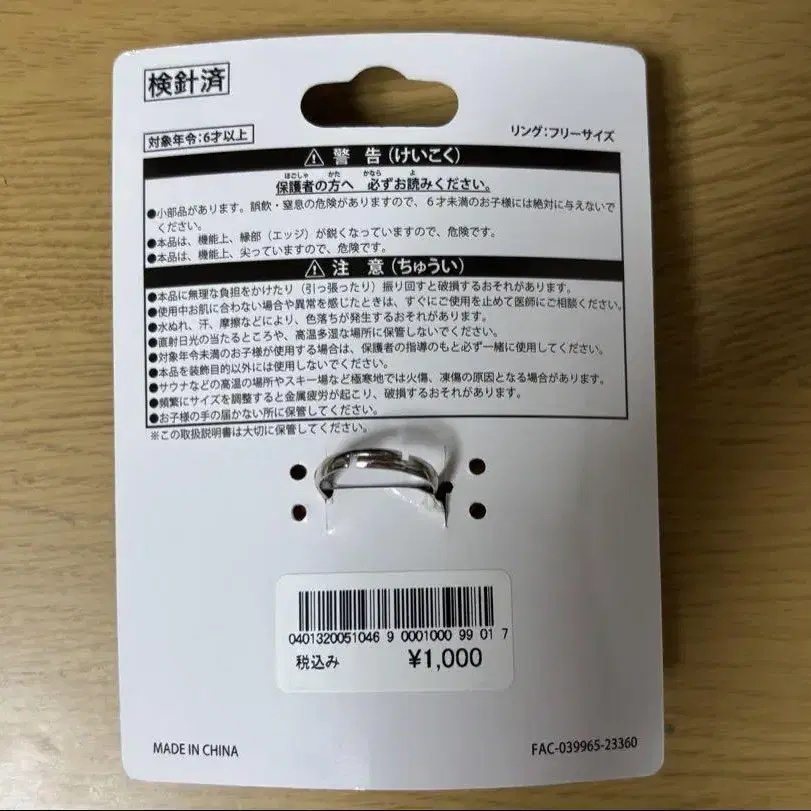 検針済
対象年令:6才以上
リング:フリーサイズ
⚠ 警 告(けいこく)
ほごしゃ かた かなら よ
保護者の方へ 必ずお読みください。
●小部品があります。誤飲・窒息の危険がありますので、6才未満のお子様には絶対に与えないで
ください。
●本品は、機能上、縁部(エッジ)が鋭くなっていますので、危険です。
●本品は、機能上、尖っていますので、危険です。
⚠ 注 意(ちゅうい)
●本品に無理な負担をかけたり(引っ張ったり)振り回すと破損するおそれがあります。
●使用中お肌に合わない場合や異常を感じたときは、すぐにご使用を止めて医師にご相談ください。
●水ぬれ、汗、摩擦などにより、色落ちが発生するおそれがあります。
●直射日光の当たるところや、高温多湿な場所に保管しないでください。
●対象年令未満のお子様が使用する場合は、保護者の指導のもと必ず一緒に使用してください。
●本品を装飾目的以外には使用しないでください。
●サウナなどの高温の場所やスキー場など極寒地では火傷、凍傷の原因となる場合があります。
●頻繁にサイズを調整すると金属疲労が起こり、破損するおそれがあります。
●お子様の手の届かない所に保管してください。
※この取扱説明書は大切に保管してください。
0401320051046 9 0001000 99 01 7
税込み ¥1,000
MADE IN CHINA
FAC-039965-23360